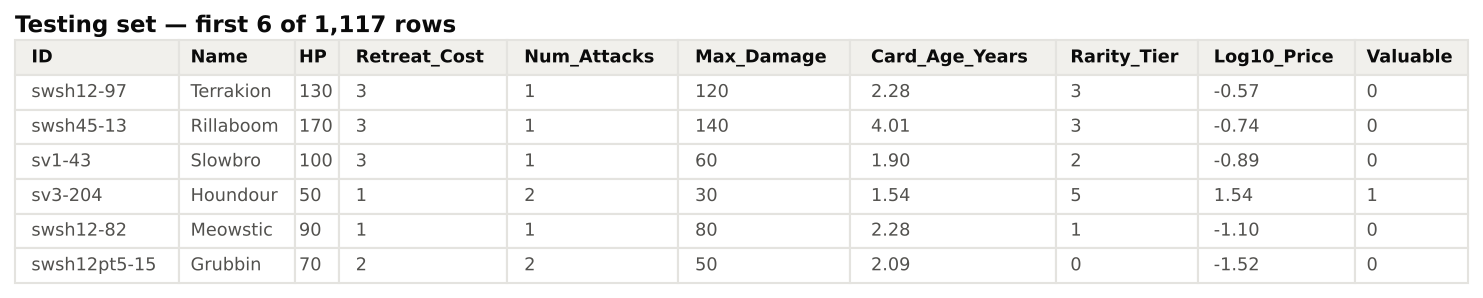 Testing set — first 6 of 1,117 rows
ID Name HP Retreat_Cost Num_Attacks Max_Damage Card_Age_Years Rarity_Tier Log10_Price Valuable
swsh12-97 Terrakion 130 3 1 120 2.28 3 -0.57 0
swsh45-13 Rillaboom 170 3 1 140 4.01 3 -0.74 0
sv1-43 Slowbro 100 3 1 60 1.90 2 -0.89 0
sv3-204 Houndour 50 1 2 30 1.54 5 1.54 1
swsh12-82 Meowstic 90 1 1 80 2.28 1 -1.10 0
swsh12pt5-15 Grubbin 70 2 2 50 2.09 0 -1.52 0